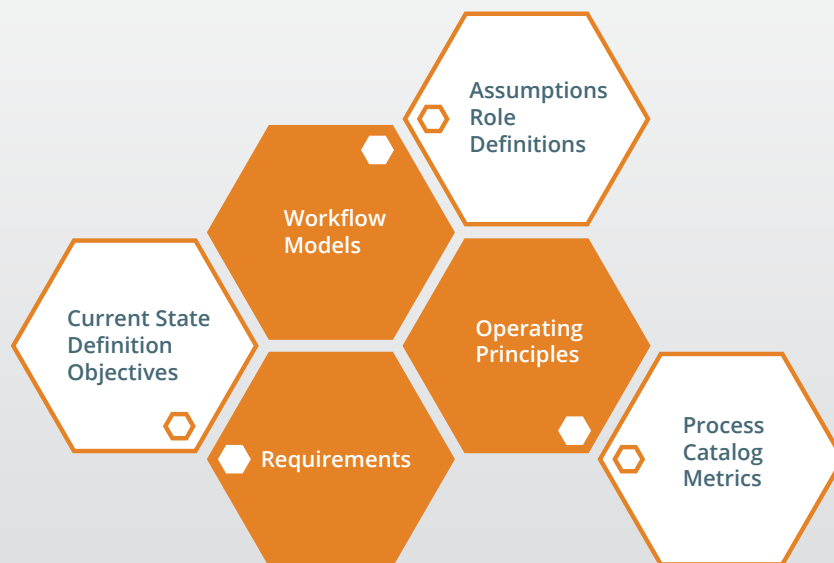 Assumptions
Role
Definitions
Workflow
Models
Current State
Definition
Objectives
Operating
Principles
Requirements
Process
Catalog
Metrics